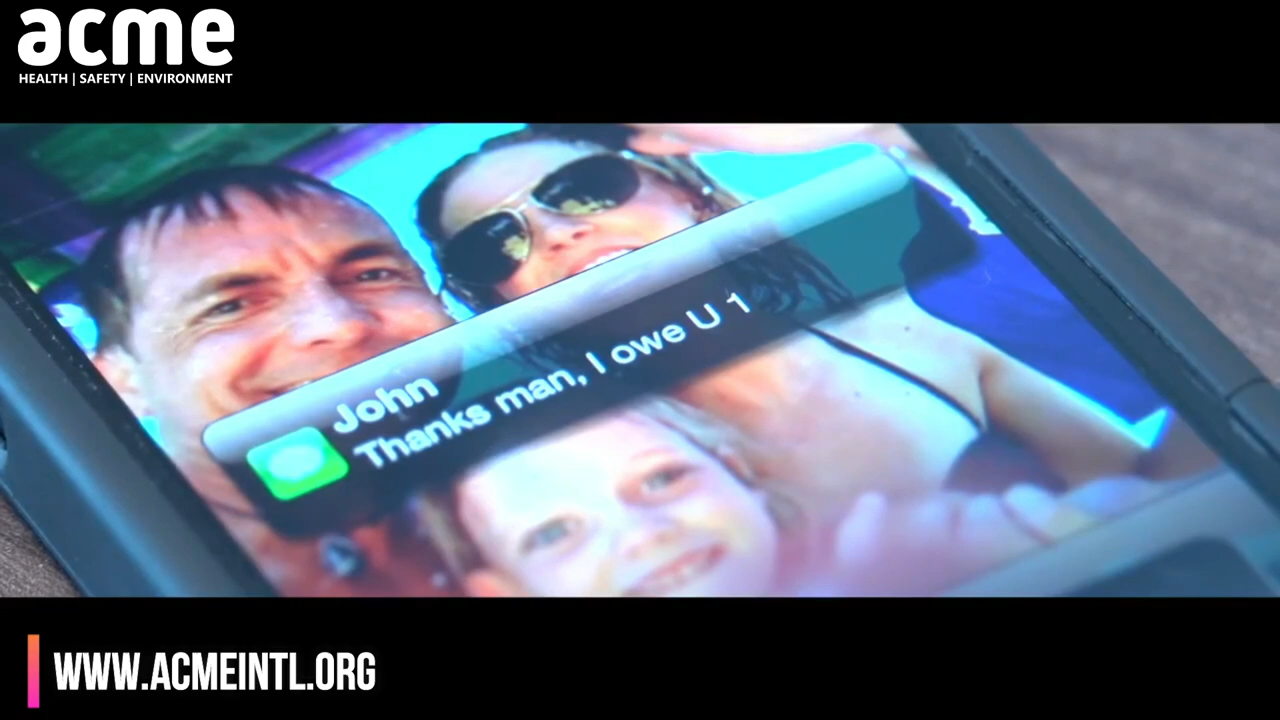 acme
HEALTH | SAFETY | ENVIRONMENT
John
Thanks man, I owe U 1
WWW.ACMEINTL.ORG